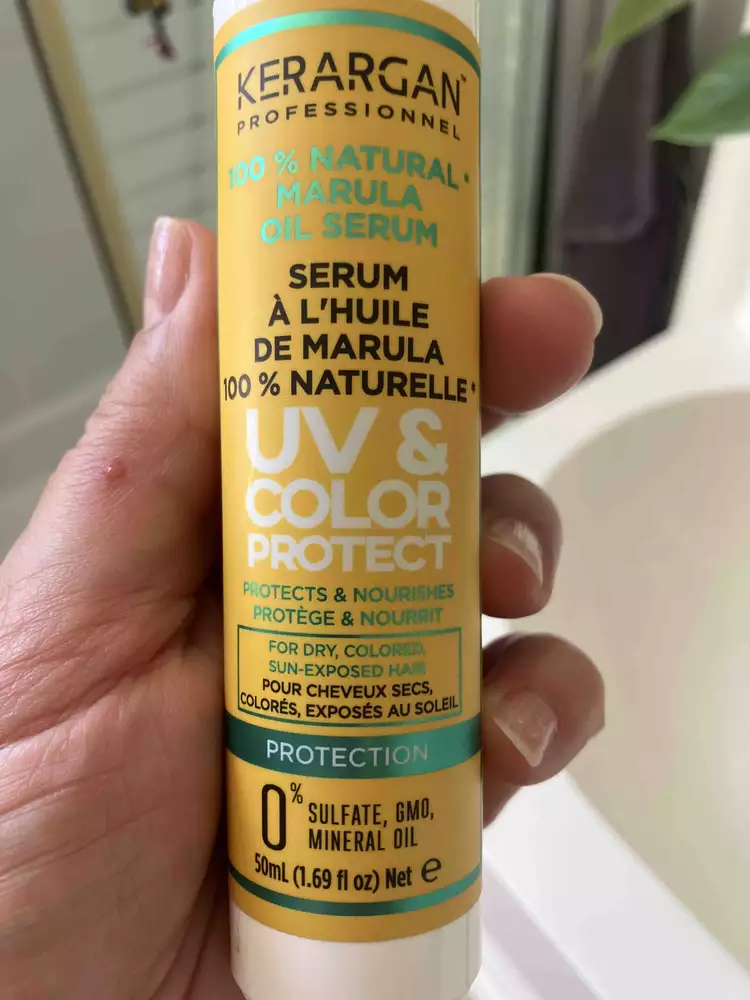 KERARGAN™
PROFESSIONNEL
100 % NATURAL*
MARULA
OIL SERUM
SERUM
À L'HUILE
DE MARULA
100 % NATURELLE*
UV &
COLOR
PROTECT
PROTECTS & NOURISHES
PROTÈGE & NOURRIT
FOR DRY, COLORED,
SUN-EXPOSED HAIR
POUR CHEVEUX SECS,
COLORÉS, EXPOSÉS AU SOLEIL
PROTECTION
0% SULFATE, GMO,
MINERAL OIL
50mL (1.69 fl oz) Net e